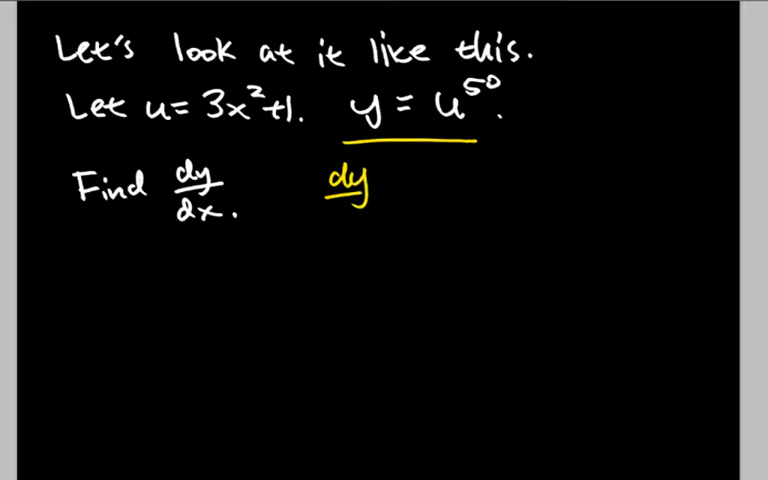 Let's look at it like this.
Let u = 3x²+1. y = u⁵⁰.
Find dy/dx. dy